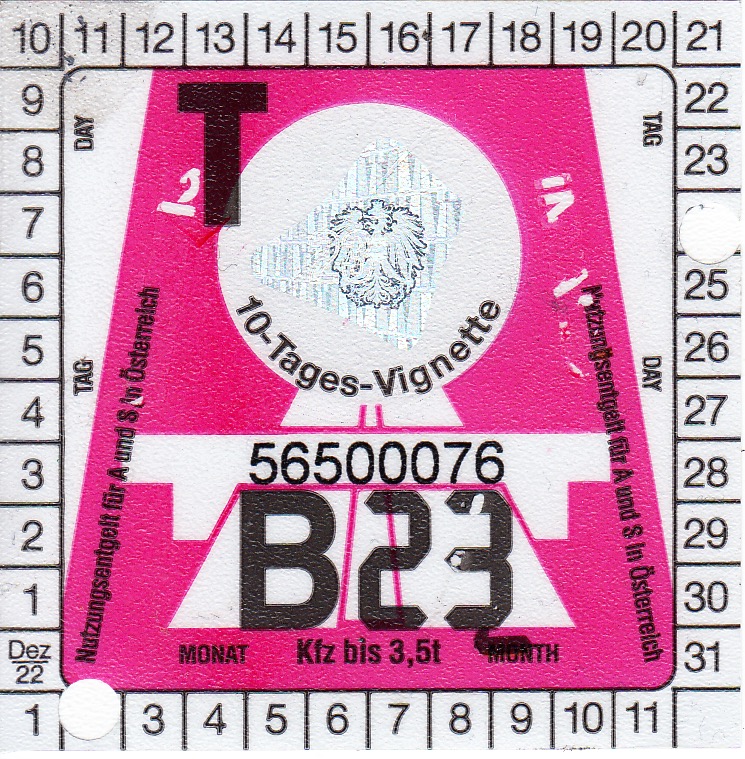 10 11 12 13 14 15 16 17 18 19 20 21
9 22
8 23
7
6 25
5 26
4 27
3 28
2 29
1 30
Dez 22 31
1 3 4 5 6 7 8 9 10 11
DAY
TAG
TAG
DAY
T
10-Tages-Vignette
Nutzungsentgelt für A und S in Österreich
Nutzungsentgelt für A und S in Österreich
56500076
B23
MONAT Kfz bis 3,5t MONTH